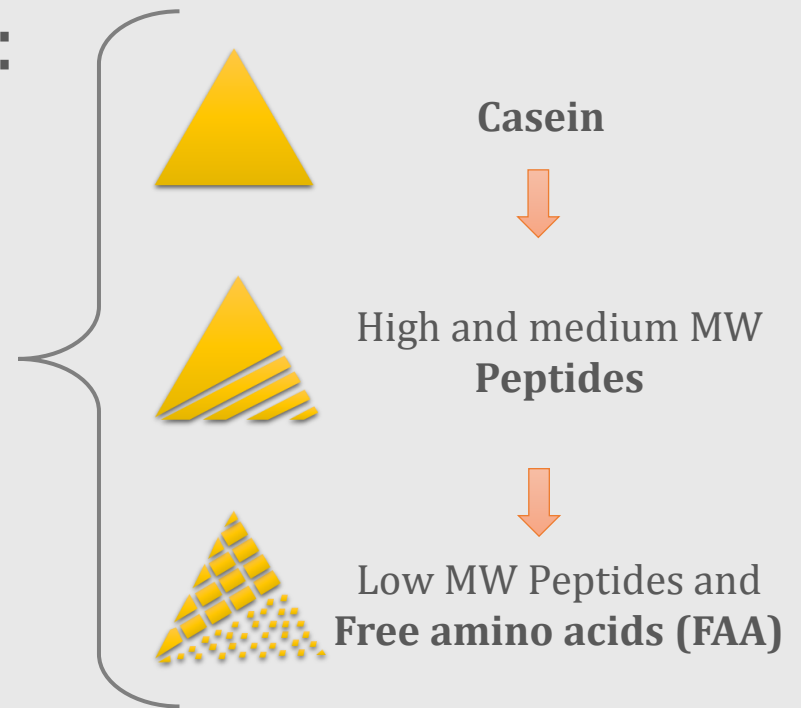 :
Casein
High and medium MW
Peptides
Low MW Peptides and
Free amino acids (FAA)